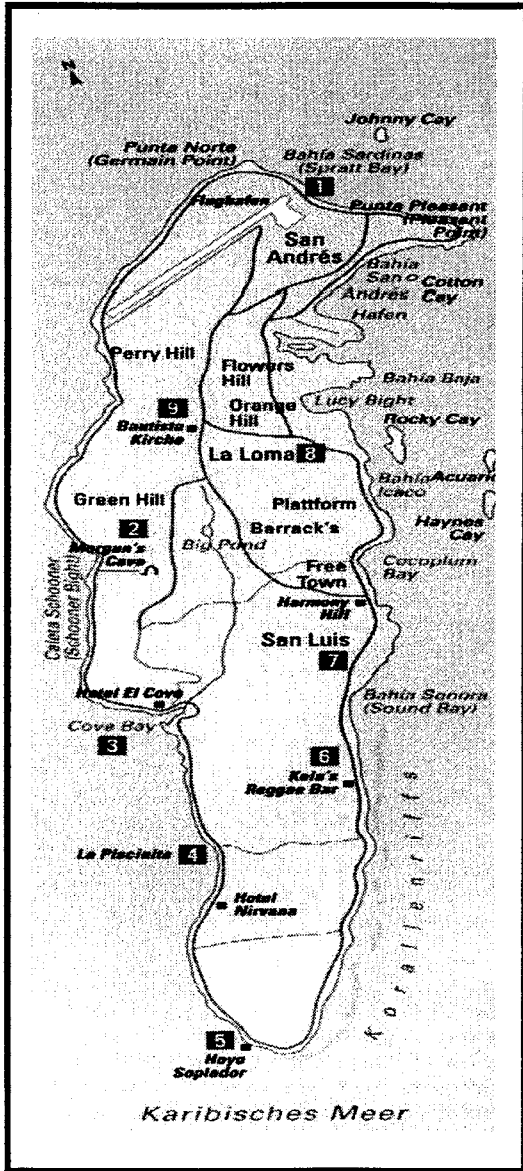 N
Johnny Cay
Punta Norte
(Germain Point)
Bahía Sardinas
(Spratt Bay)
1
Flughafen
Punta Pleasant
(Pleasant
Point)
San
Andrés
Bahía
San
Andrés
Cotton
Cay
Hafen
Perry Hill
Flowers
Hill
Bahía Baja
Lucy Bight
9
Orange
Hill
Rocky Cay
Bautista
Kirche
La Loma
8
Bahía
Icaco
Acuario
Green Hill
Plattform
Haynes
Cay
2
Barrack's
Morgan's
Cave
Big Pond
Free
Town
Cocoplum
Bay
Caleta Schooner
(Schooner Bight)
Harmony
Hill
San Luis
7
Hotel El Cove
Bahía Sonora
(Sound Bay)
Cove Bay
3
6
Kela's
Reggae Bar
La Piscinita
4
Hotel
Nirvana
Korallenriffs
5
Hoyo
Soplador
Karibisches Meer